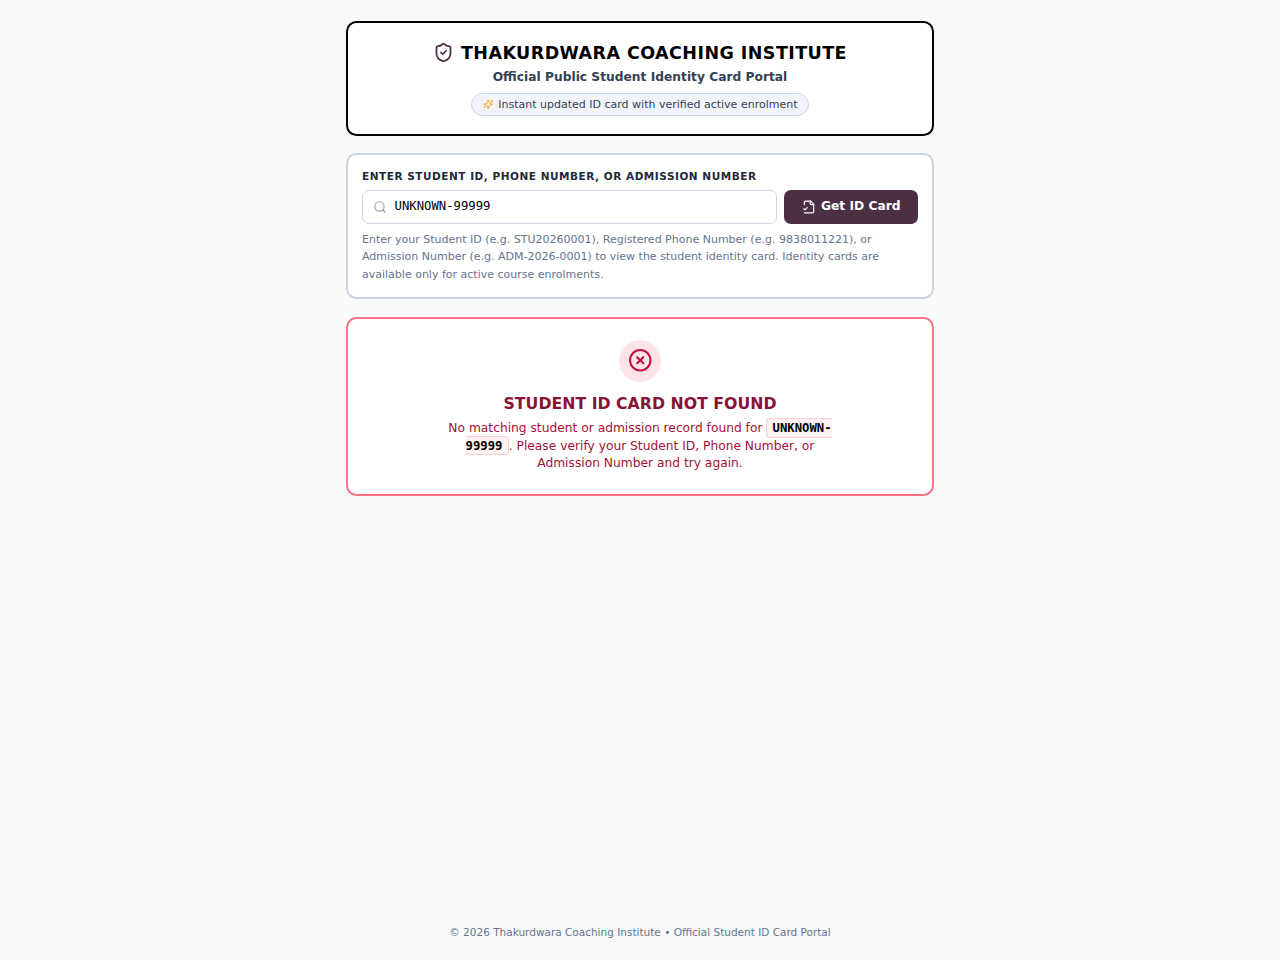 THAKURDWARA COACHING INSTITUTE
Official Public Student Identity Card Portal
Instant updated ID card with verified active enrolment
ENTER STUDENT ID, PHONE NUMBER, OR ADMISSION NUMBER
UNKNOWN-99999
Get ID Card
Enter your Student ID (e.g. STU20260001), Registered Phone Number (e.g. 9838011221), or
Admission Number (e.g. ADM-2026-0001) to view the student identity card. Identity cards are
available only for active course enrolments.
STUDENT ID CARD NOT FOUND
No matching student or admission record found for UNKNOWN-
99999. Please verify your Student ID, Phone Number, or
Admission Number and try again.
© 2026 Thakurdwara Coaching Institute • Official Student ID Card Portal